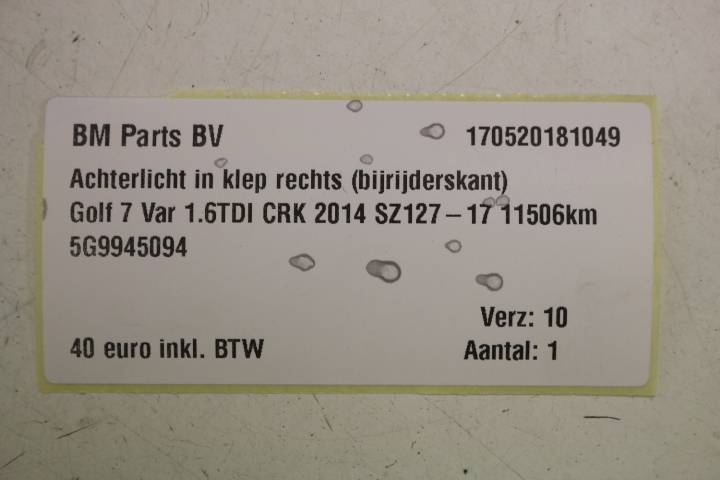 BM Parts BV 170520181049
Achterlicht in klep rechts (bijrijderskant)
Golf 7 Var 1.6TDI CRK 2014 SZ127-17 11506km
5G9945094
Verz: 10
40 euro inkl. BTW Aantal: 1